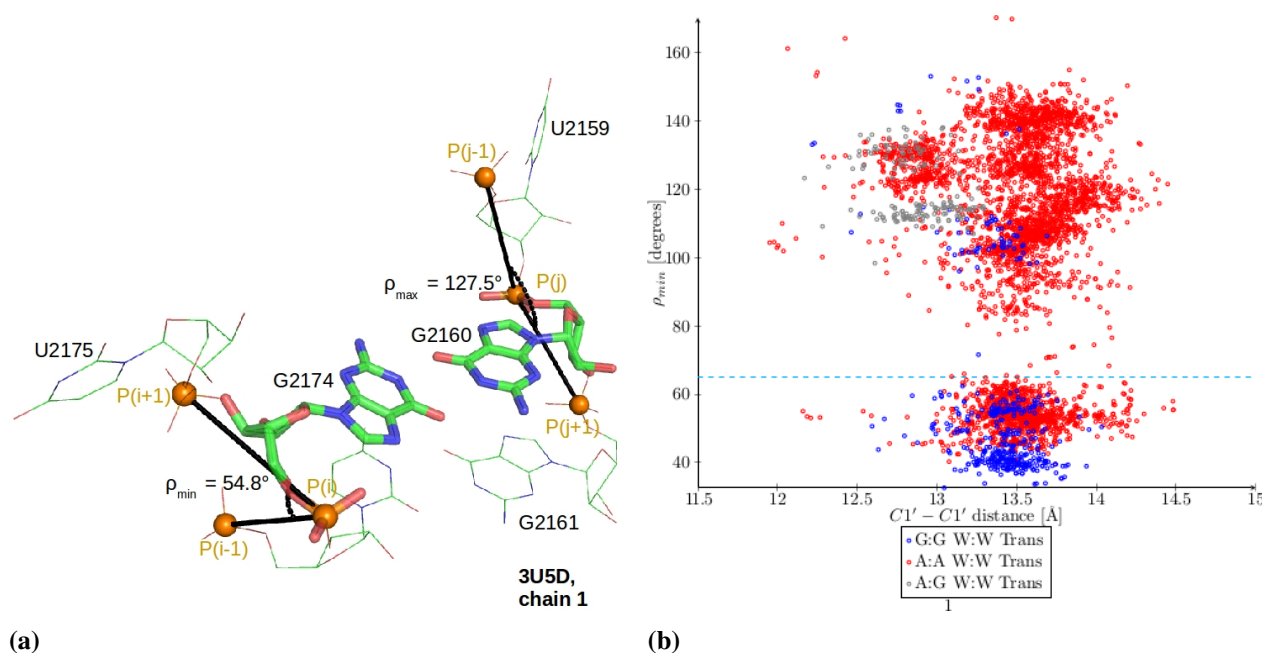 U2159
P(j-1)
P(j)
ρmax = 127.5°
G2160
U2175
G2174
P(i+1)
P(j+1)
ρmin = 54.8°
P(i)
P(i-1)
G2161
3U5D,
chain 1
(a)
160
140
120
100
80
60
40
ρmin [degrees]
11.5 12 12.5 13 13.5 14 14.5 15
C1′ − C1′ distance [Å]
G:G W:W Trans
A:A W:W Trans
A:G W:W Trans
1
(b)